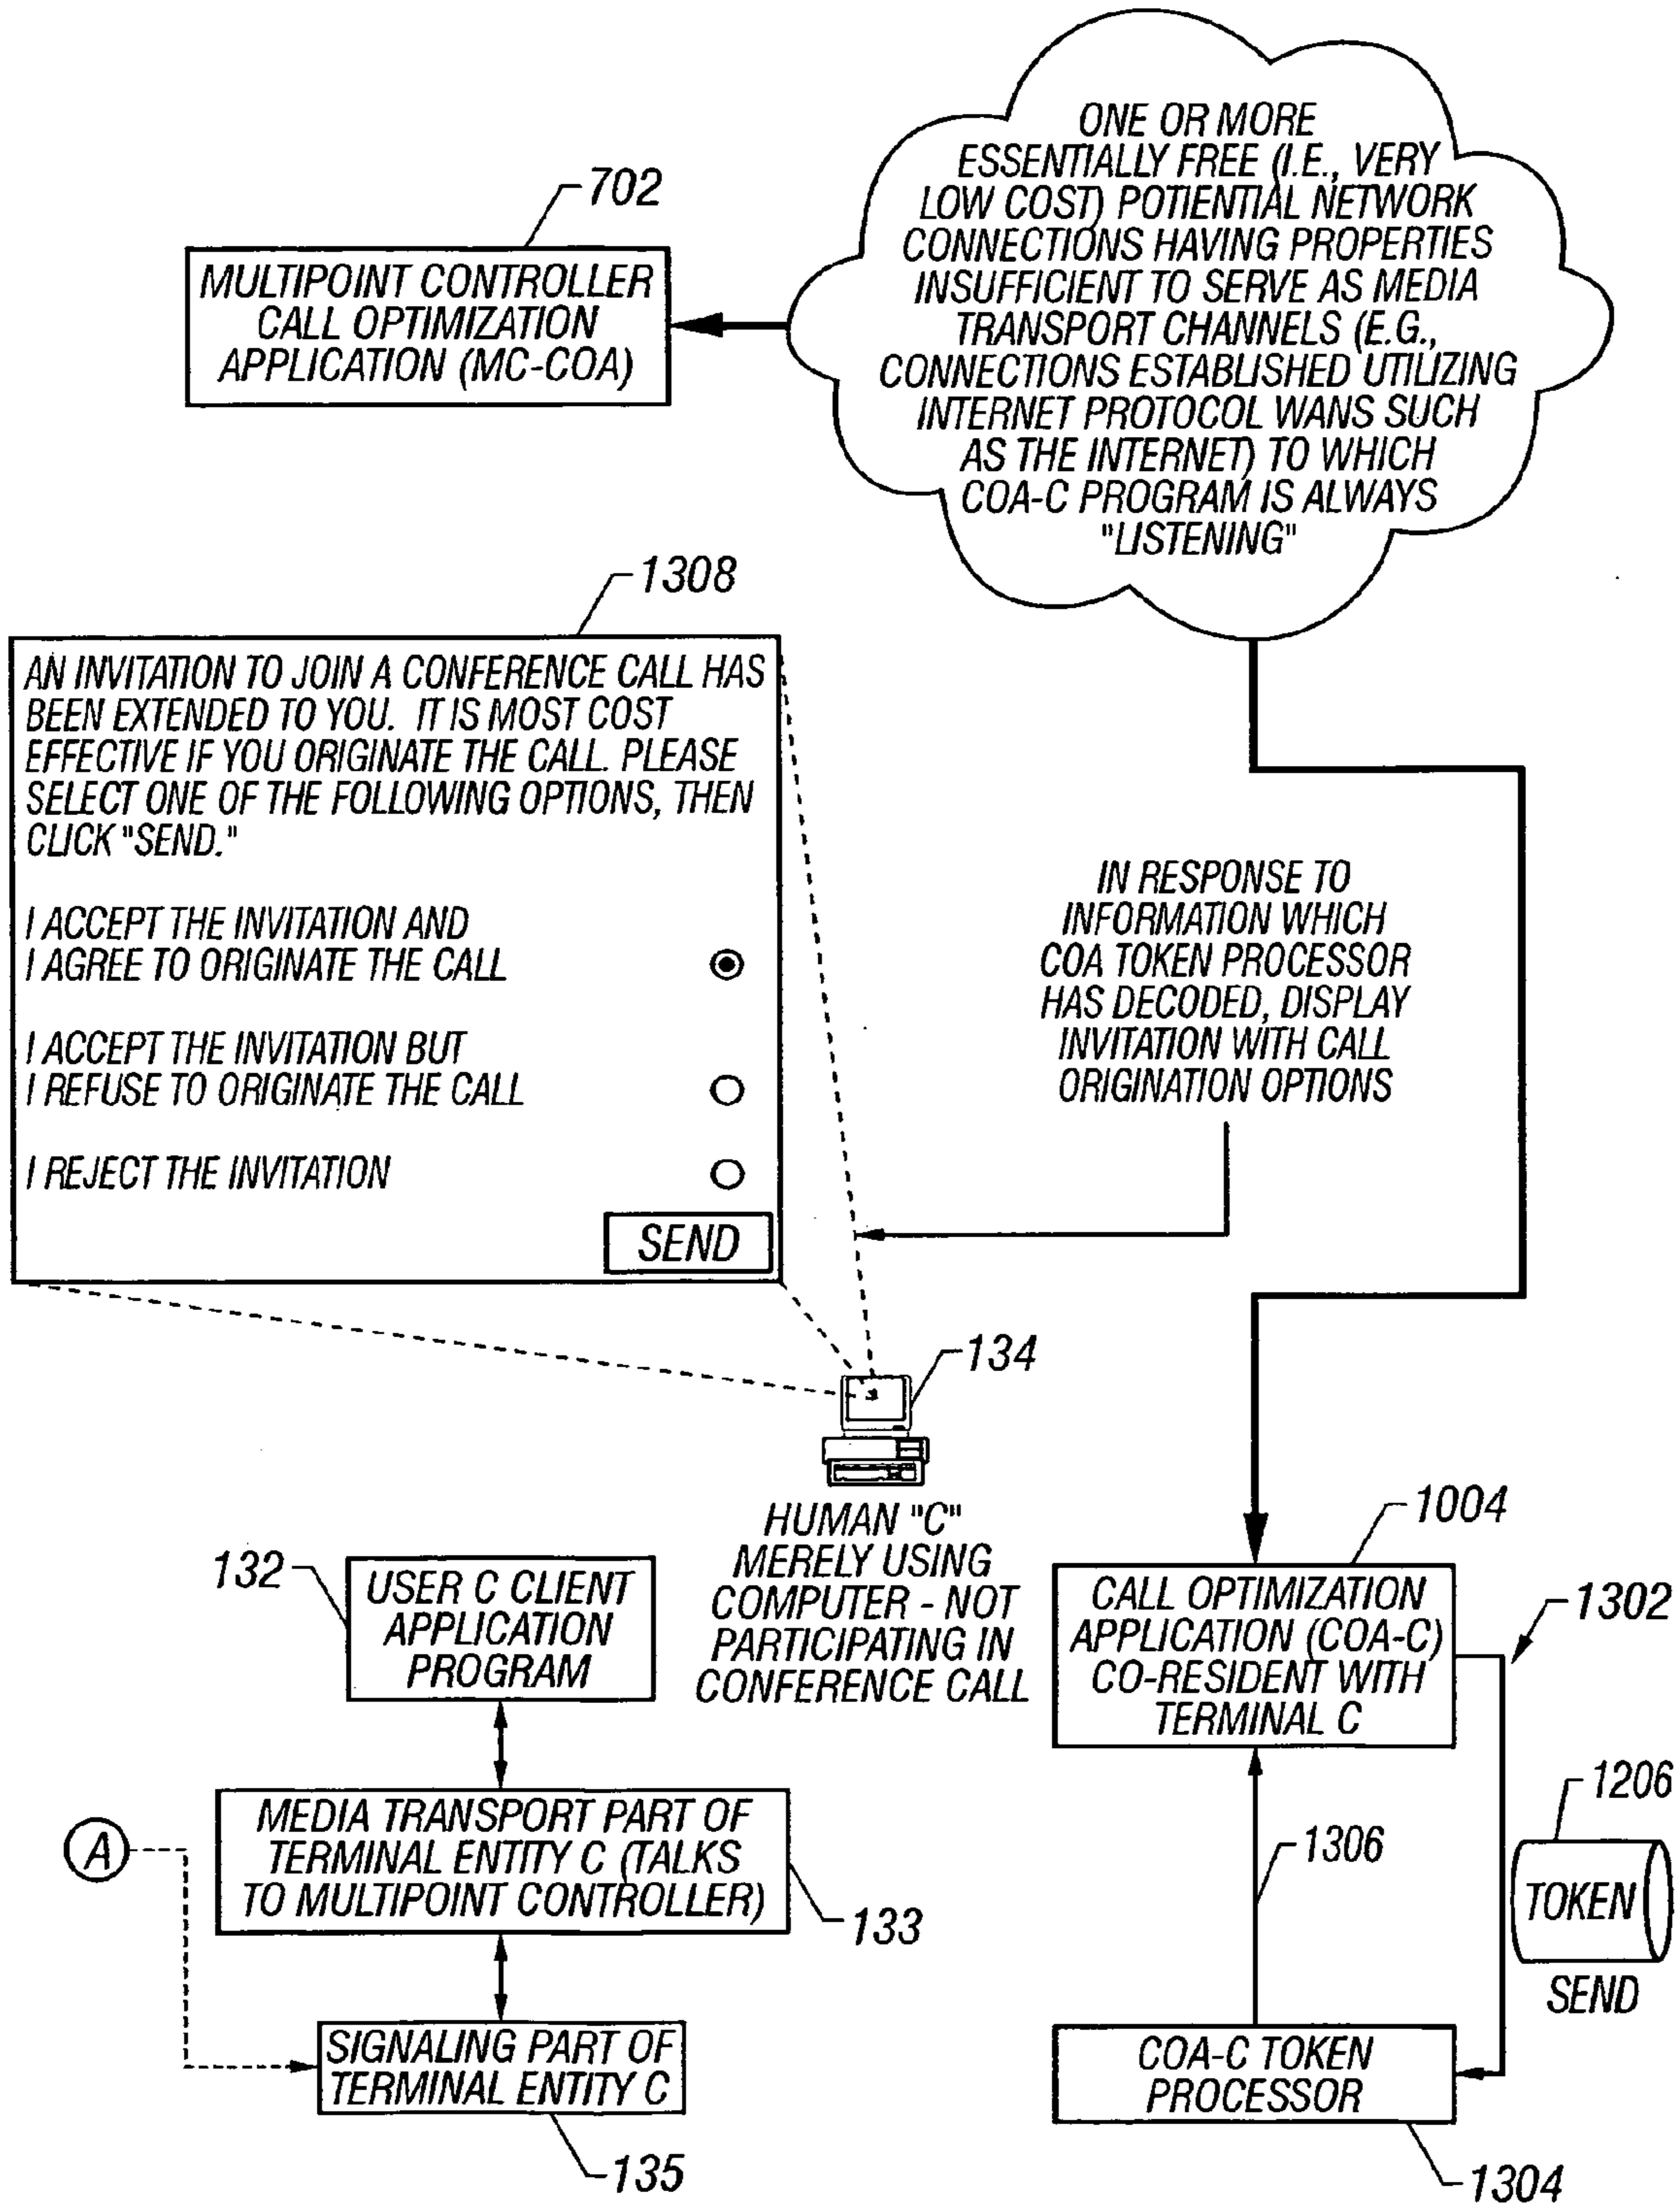 ONE OR MORE
ESSENTIALLY FREE (I.E., VERY
LOW COST) POTIENTIAL NETWORK
CONNECTIONS HAVING PROPERTIES
INSUFFICIENT TO SERVE AS MEDIA
TRANSPORT CHANNELS (E.G.,
CONNECTIONS ESTABLISHED UTILIZING
INTERNET PROTOCOL WANS SUCH
AS THE INTERNET) TO WHICH
COA-C PROGRAM IS ALWAYS
"LISTENING"
702
MULTIPOINT CONTROLLER
CALL OPTIMIZATION
APPLICATION (MC-COA)
1308
AN INVITATION TO JOIN A CONFERENCE CALL HAS
BEEN EXTENDED TO YOU. IT IS MOST COST
EFFECTIVE IF YOU ORIGINATE THE CALL. PLEASE
SELECT ONE OF THE FOLLOWING OPTIONS, THEN
CLICK "SEND."
I ACCEPT THE INVITATION AND
I AGREE TO ORIGINATE THE CALL
I ACCEPT THE INVITATION BUT
I REFUSE TO ORIGINATE THE CALL
I REJECT THE INVITATION
SEND
IN RESPONSE TO
INFORMATION WHICH
COA TOKEN PROCESSOR
HAS DECODED, DISPLAY
INVITATION WITH CALL
ORIGINATION OPTIONS
134
HUMAN "C"
MERELY USING
COMPUTER - NOT
PARTICIPATING IN
CONFERENCE CALL
132
USER C CLIENT
APPLICATION
PROGRAM
MEDIA TRANSPORT PART OF
TERMINAL ENTITY C (TALKS
TO MULTIPOINT CONTROLLER)
133
A
SIGNALING PART OF
TERMINAL ENTITY C
135
1004
CALL OPTIMIZATION
APPLICATION (COA-C)
CO-RESIDENT WITH
TERMINAL C
1302
1206
TOKEN
SEND
1306
COA-C TOKEN
PROCESSOR
1304